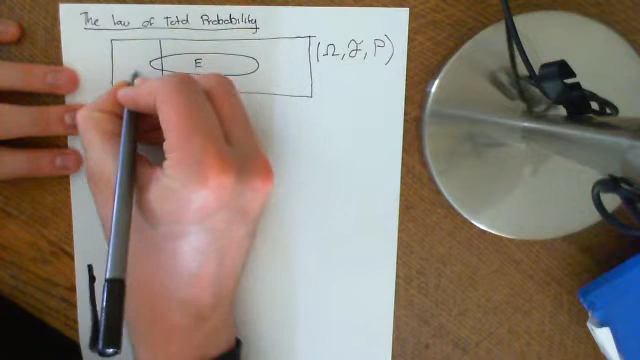 The Law of Total Probability
E
(Ω, ℱ, P)